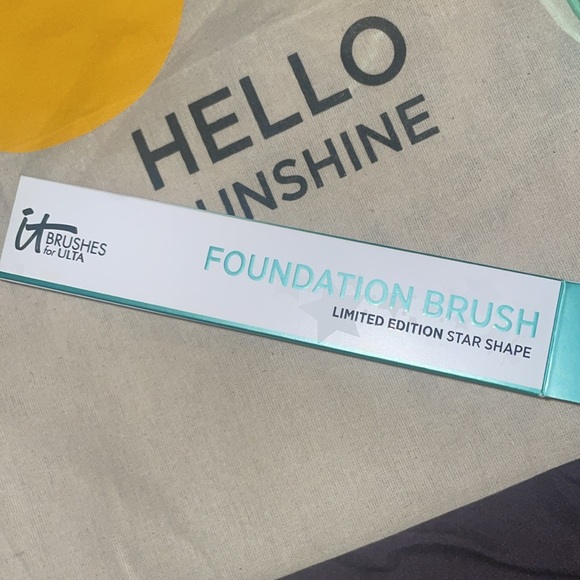 HELLO
UNSHINE
it BRUSHES
for ULTA
FOUNDATION BRUSH
LIMITED EDITION STAR SHAPE